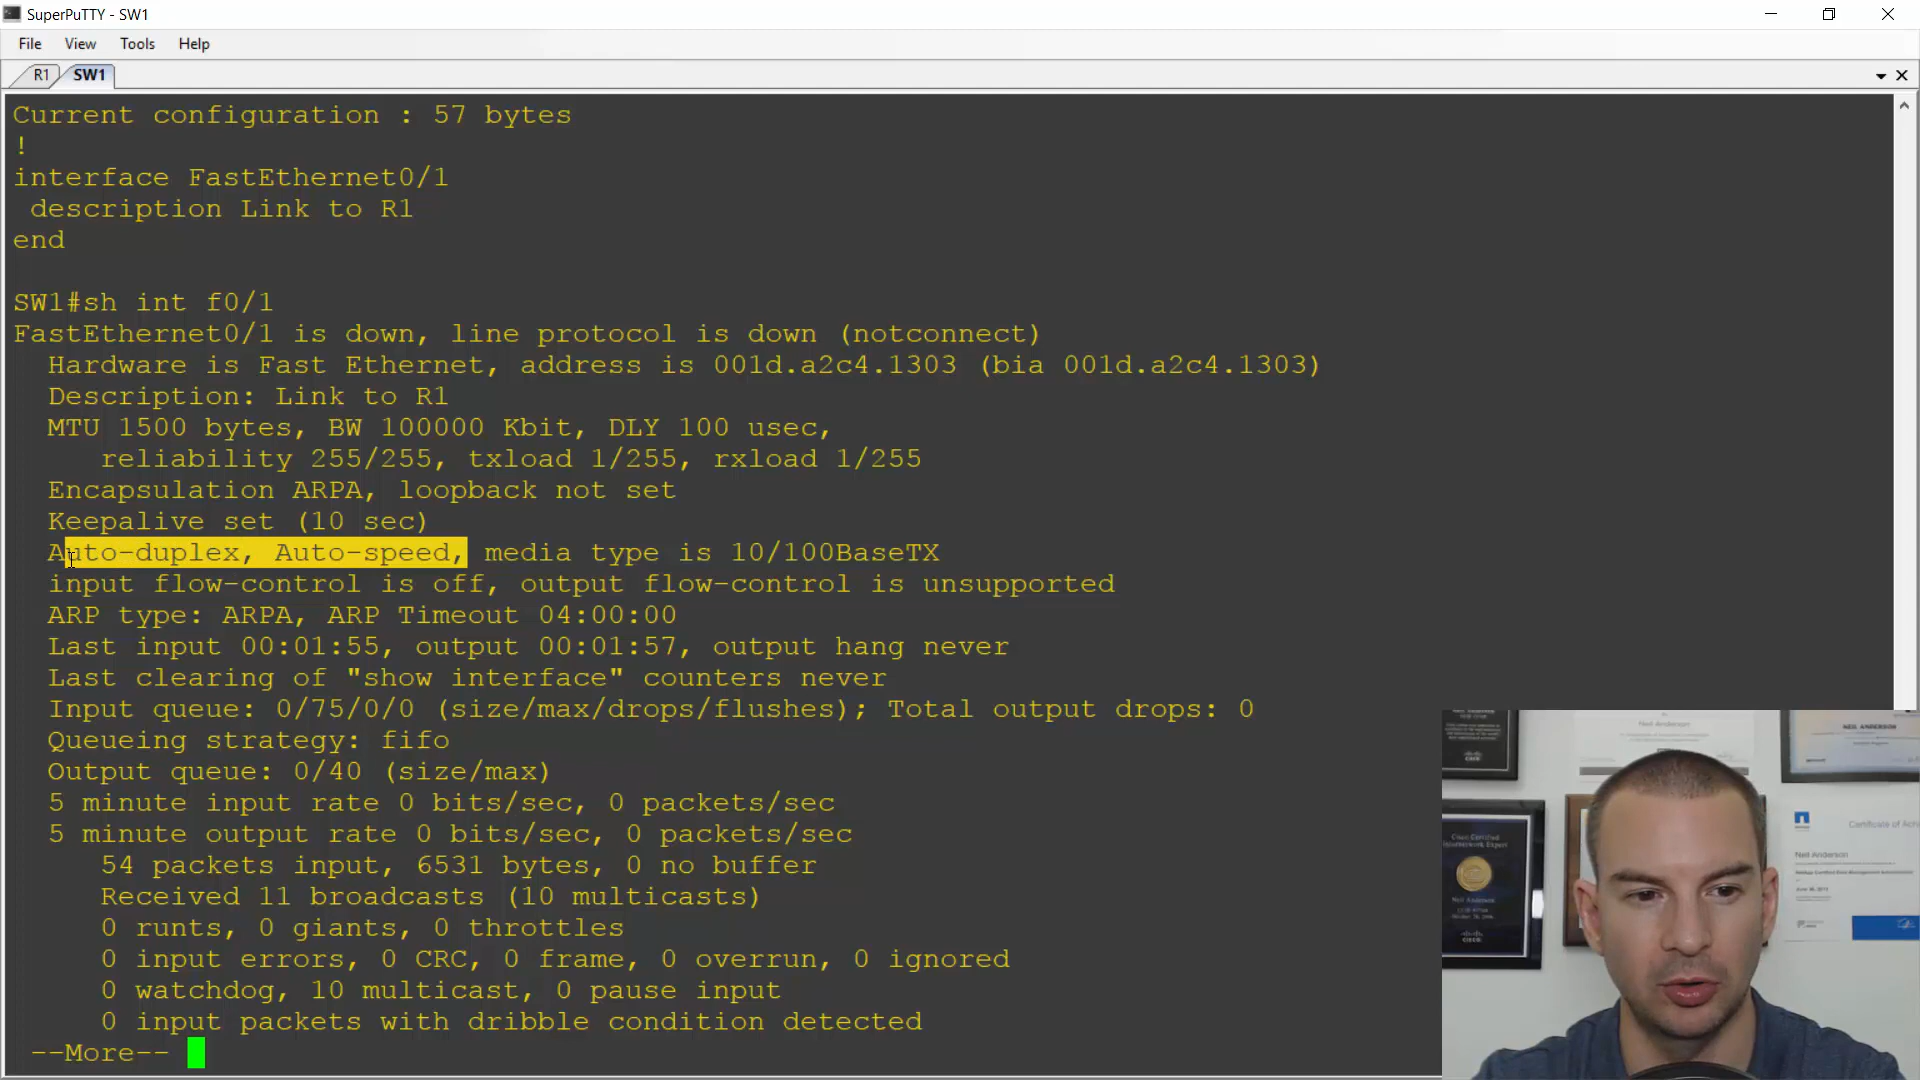 SuperPuTTY - SW1
File View Tools Help
R1 SW1
Current configuration : 57 bytes
!
interface FastEthernet0/1
description Link to R1
end
SW1#sh int f0/1
FastEthernet0/1 is down, line protocol is down (notconnect)
Hardware is Fast Ethernet, address is 001d.a2c4.1303 (bia 001d.a2c4.1303)
Description: Link to R1
MTU 1500 bytes, BW 100000 Kbit, DLY 100 usec,
reliability 255/255, txload 1/255, rxload 1/255
Encapsulation ARPA, loopback not set
Keepalive set (10 sec)
Auto-duplex, Auto-speed, media type is 10/100BaseTX
input flow-control is off, output flow-control is unsupported
ARP type: ARPA, ARP Timeout 04:00:00
Last input 00:01:55, output 00:01:57, output hang never
Last clearing of "show interface" counters never
Input queue: 0/75/0/0 (size/max/drops/flushes); Total output drops: 0
Queueing strategy: fifo
Output queue: 0/40 (size/max)
5 minute input rate 0 bits/sec, 0 packets/sec
5 minute output rate 0 bits/sec, 0 packets/sec
54 packets input, 6531 bytes, 0 no buffer
Received 11 broadcasts (10 multicasts)
0 runts, 0 giants, 0 throttles
0 input errors, 0 CRC, 0 frame, 0 overrun, 0 ignored
0 watchdog, 10 multicast, 0 pause input
0 input packets with dribble condition detected
--More--
NEIL ANDERSON
Neil Anderson